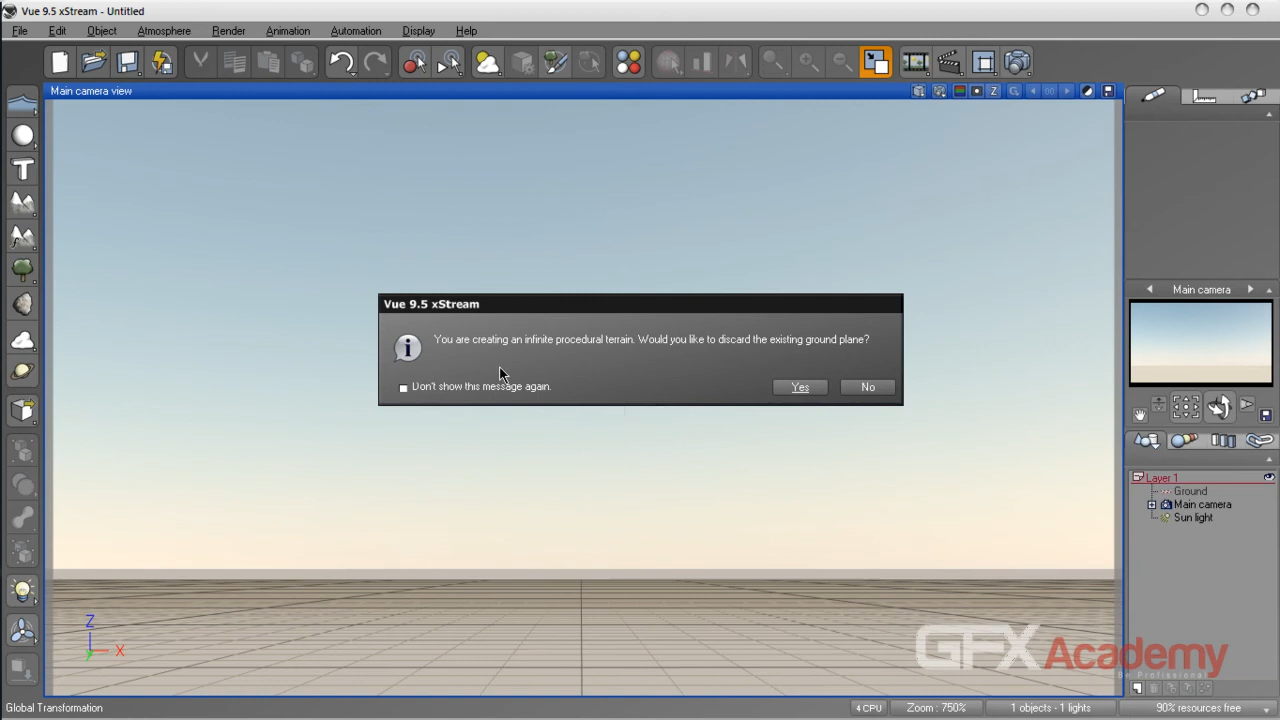 Vue 9.5 xStream - Untitled
File Edit Object Atmosphere Render Animation Automation Display Help
Main camera view
Main camera
Vue 9.5 xStream
You are creating an infinite procedural terrain. Would you like to discard the existing ground plane?
Don't show this message again.
Yes No
Layer 1
Ground
Main camera
Sun light
Z
X
GFXAcademy
Be Professional
Global Transformation
4 CPU
Zoom : 750%
1 objects - 1 lights
90% resources free